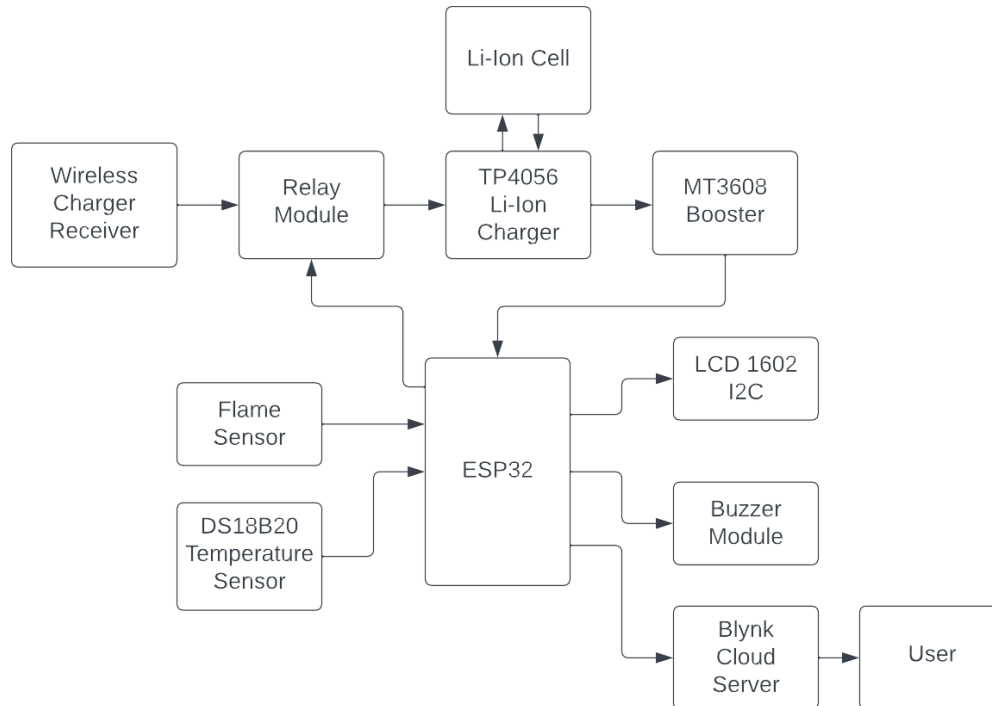 Li-Ion Cell
Wireless
Charger
Receiver
Relay
Module
TP4056
Li-Ion
Charger
MT3608
Booster
LCD 1602
I2C
Flame
Sensor
ESP32
DS18B20
Temperature
Sensor
Buzzer
Module
Blynk
Cloud
Server
User